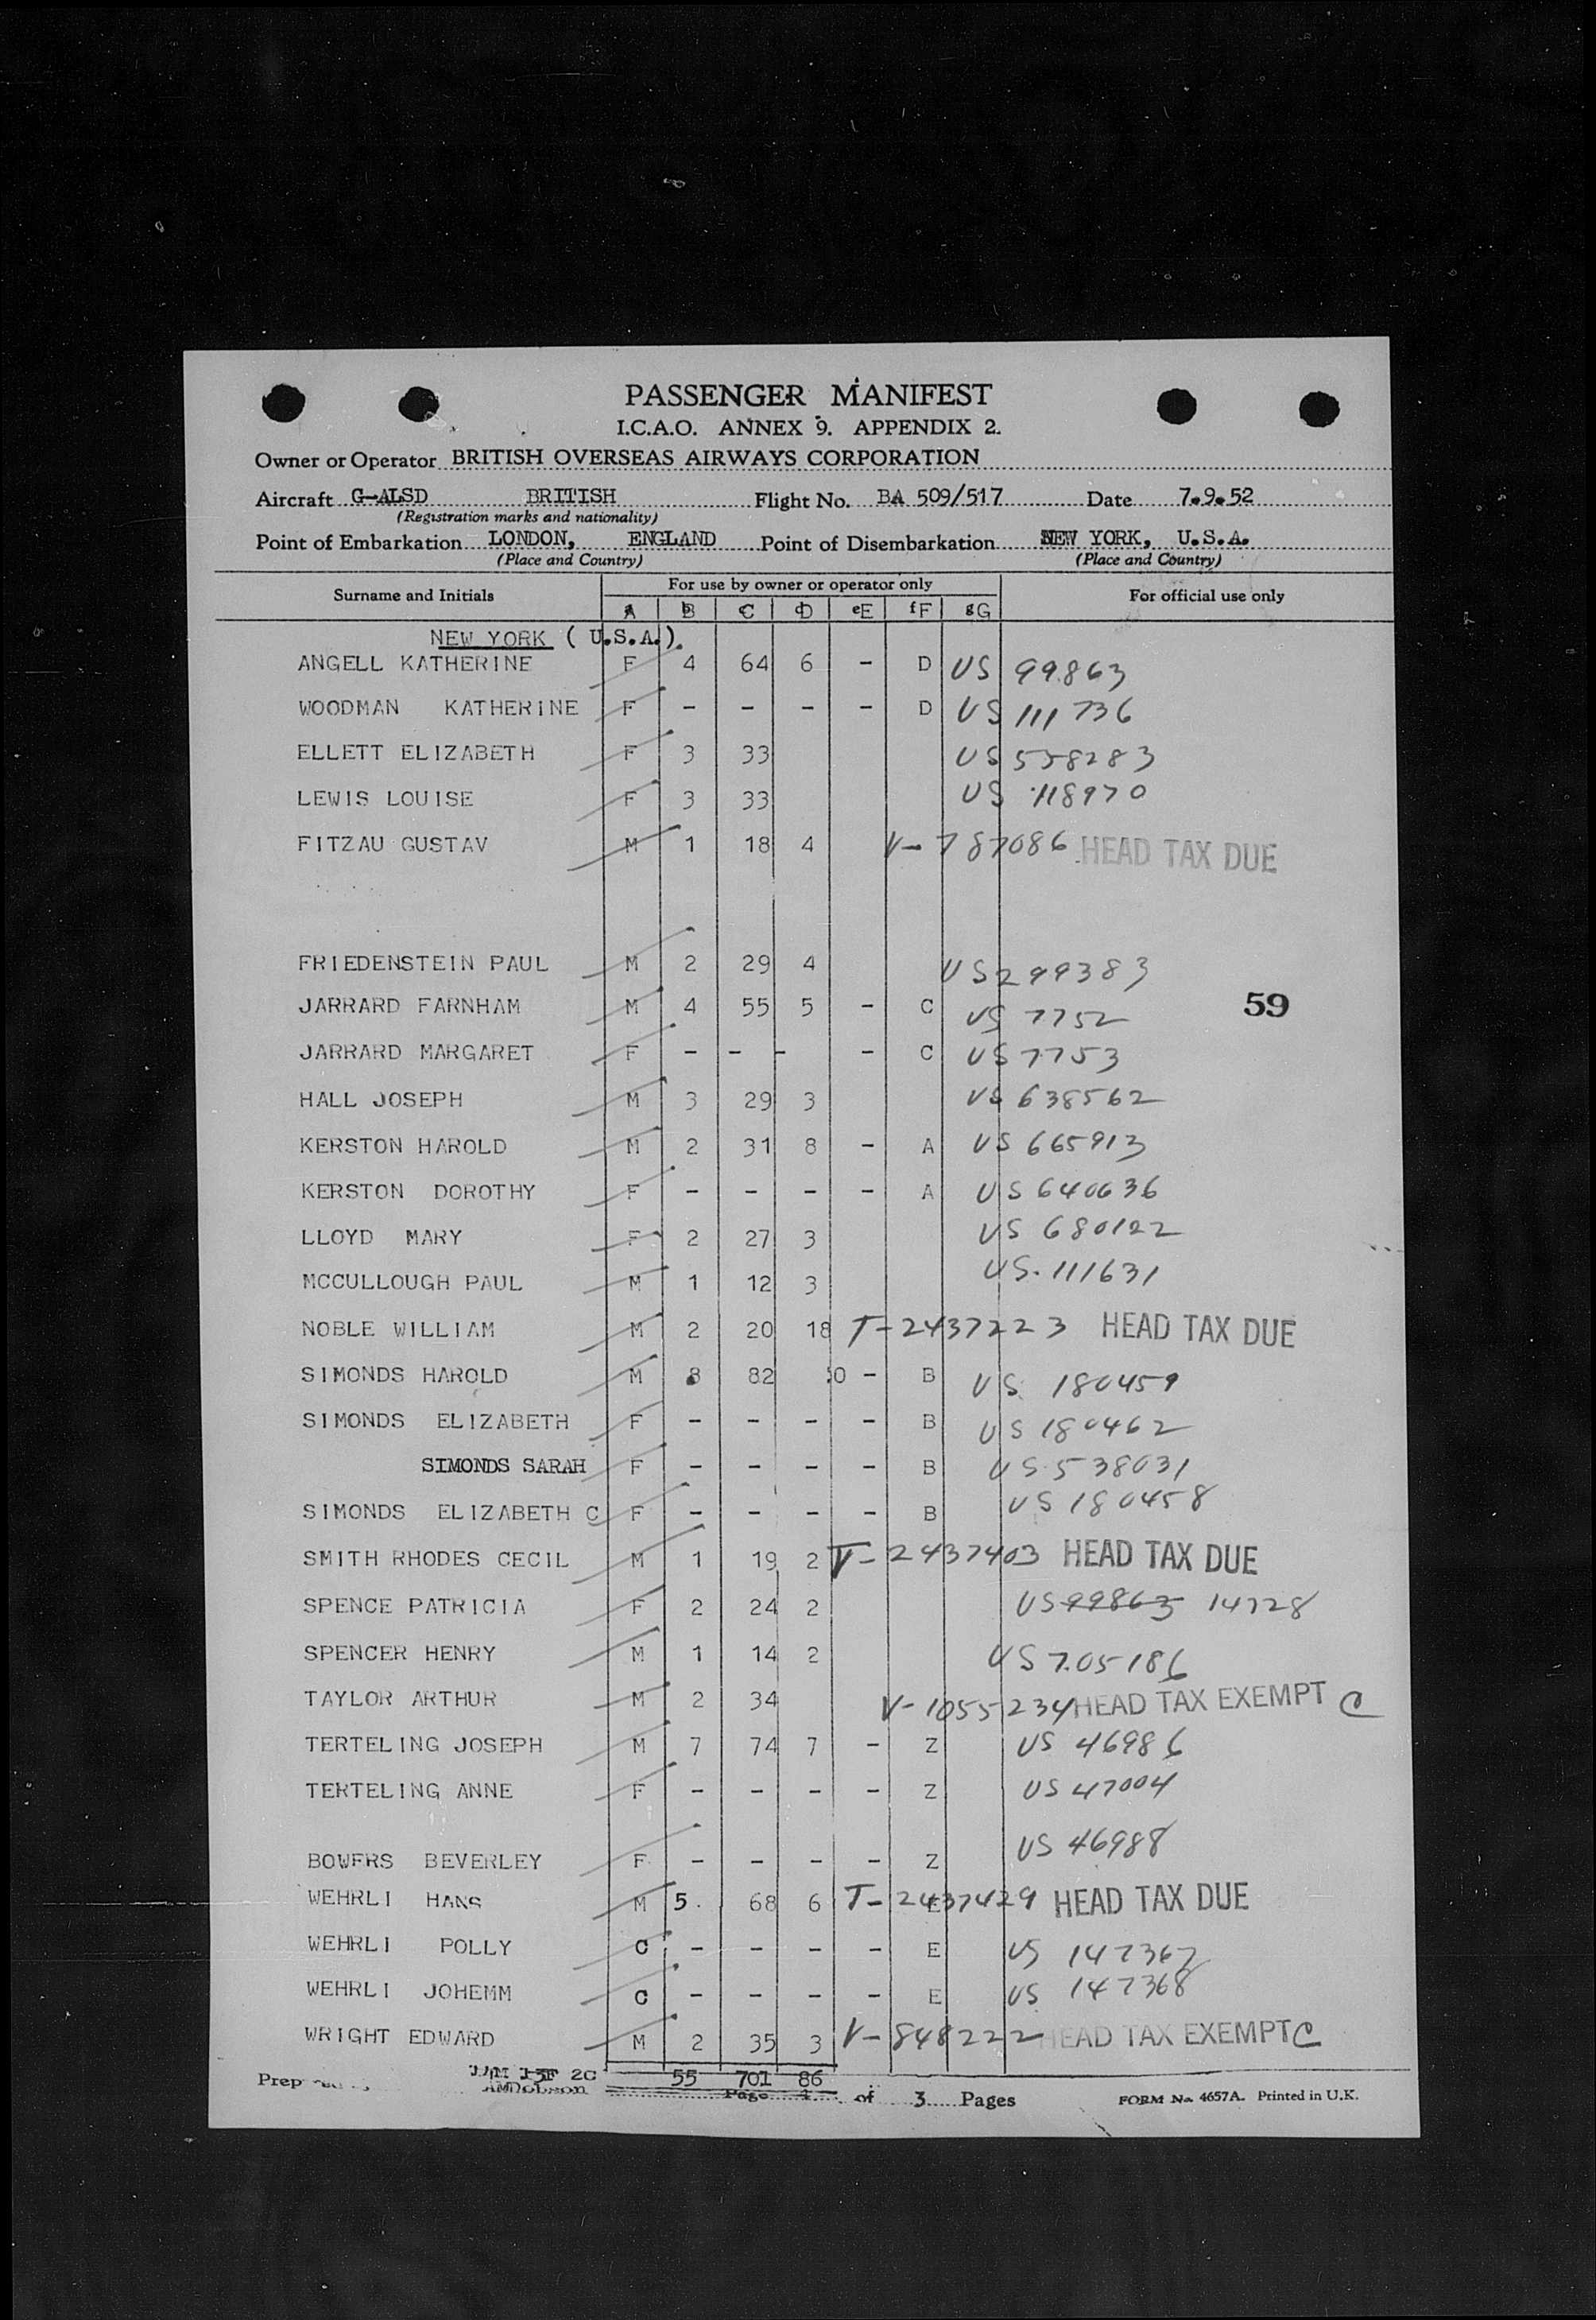 PASSENGER MANIFEST
I.C.A.O. ANNEX 9. APPENDIX 2.
Owner or Operator BRITISH OVERSEAS AIRWAYS CORPORATION
Aircraft G-ALSD BRITISH Flight No. BA 509/517 Date 7.9.52
(Registration marks and nationality)
Point of Embarkation LONDON, ENGLAND Point of Disembarkation NEW YORK, U.S.A.
(Place and Country) (Place and Country)
Surname and Initials For use by owner or operator only For official use only
A B C D E F G
NEW YORK (U.S.A.)
ANGELL KATHERINE F 4 64 6 - D US 99863
WOODMAN KATHERINE F - - - - D US 111736
ELLETT ELIZABETH F 3 33 US 558283
LEWIS LOUISE F 3 33 US 118970
FITZAU GUSTAV M 1 18 4 V-787086 HEAD TAX DUE
FRIEDENSTEIN PAUL M 2 29 4 US 299383
JARRARD FARNHAM M 4 55 5 - C US 7752 59
JARRARD MARGARET F - - - - C US 7753
HALL JOSEPH M 3 29 3 US 638562
KERSTON HAROLD M 2 31 8 - A US 665913
KERSTON DOROTHY F - - - - A US 640636
LLOYD MARY F 2 27 3 US 680122
MCCULLOUGH PAUL M 1 12 3 US. 111631
NOBLE WILLIAM M 2 20 18 T-2437223 HEAD TAX DUE
SIMONDS HAROLD M 8 82 0 - B US 180459
SIMONDS ELIZABETH F - - - - B US 180462
SIMONDS SARAH F - - - - B US 538031
SIMONDS ELIZABETH C F - - - - B US 180458
SMITH RHODES CECIL M 1 19 2 T-2437403 HEAD TAX DUE
SPENCE PATRICIA F 2 24 2 US 99863 14728
SPENCER HENRY M 1 14 2 US 705186
TAYLOR ARTHUR M 2 34 V-1055234 HEAD TAX EXEMPT C
TERTELING JOSEPH M 7 74 7 - Z US 46986
TERTELING ANNE F - - - - Z US 47004
BOWERS BEVERLEY F - - - - Z US 46988
WEHRLI HANS M 5. 68 6 T-2437429 E HEAD TAX DUE
WEHRLI POLLY C - - - - E US 147367
WEHRLI JOHEMM C - - - - E US 147368
WRIGHT EDWARD M 2 35 3 V-848222 HEAD TAX EXEMPT C
55 701 86
Page 1 of 3 Pages FORM No. 4657A. Printed in U.K.